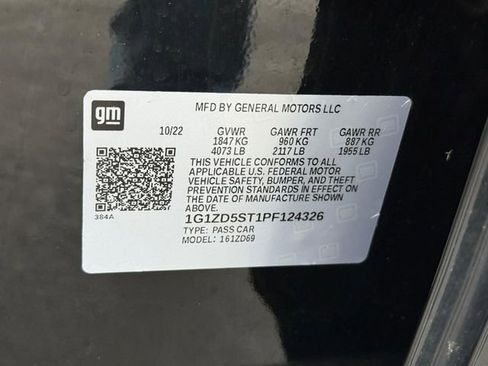 gm
MFD BY GENERAL MOTORS LLC
10/22 GVWR GAWR FRT GAWR RR
1847 KG 960 KG 887 KG
4073 LB 2117 LB 1955 LB
THIS VEHICLE CONFORMS TO ALL
APPLICABLE U.S. FEDERAL MOTOR
VEHICLE SAFETY, BUMPER, AND THEFT
PREVENTION STANDARDS IN EFFECT ON
THE DATE OF MANUFACTURE SHOWN
ABOVE.
384A
1G1ZD5ST1PF124326
TYPE: PASS CAR
MODEL: 161ZD69